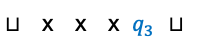 ⊔ x x x q₃ ⊔